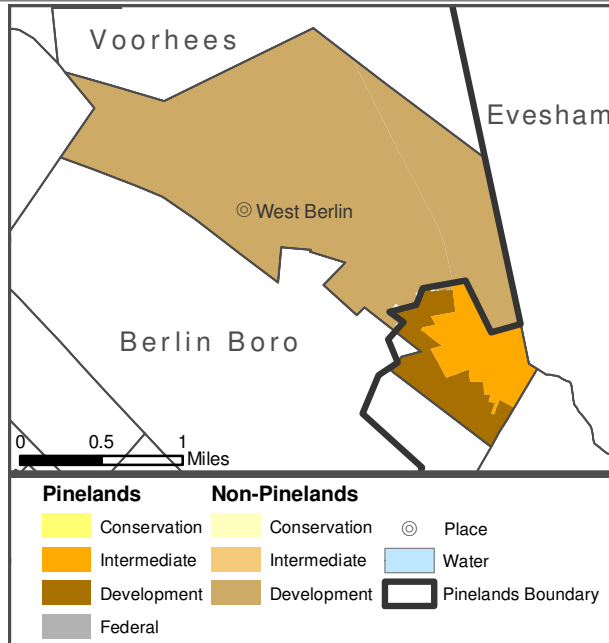 Voorhees
Evesham
West Berlin
Berlin Boro
0 0.5 1
Miles
Pinelands Non-Pinelands
Conservation Conservation Place
Intermediate Intermediate Water
Development Development Pinelands Boundary
Federal